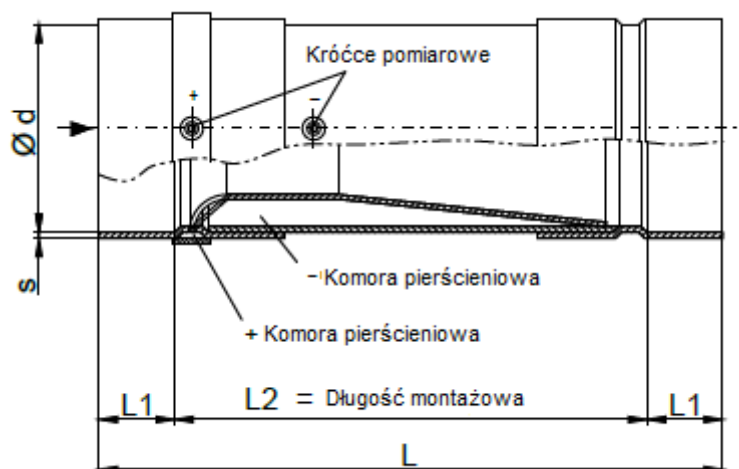 Króćce pomiarowe
+ −
Ø d
− Komora pierścieniowa
s
+ Komora pierścieniowa
L1 L2 = Długość montażowa L1
L